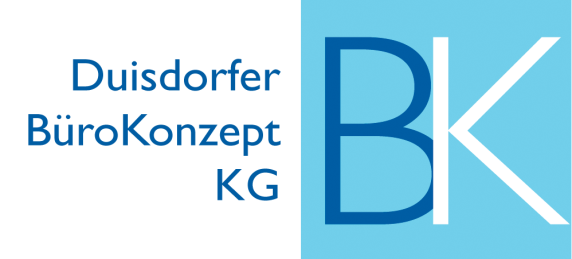 Duisdorfer
BüroKonzept
KG
BK